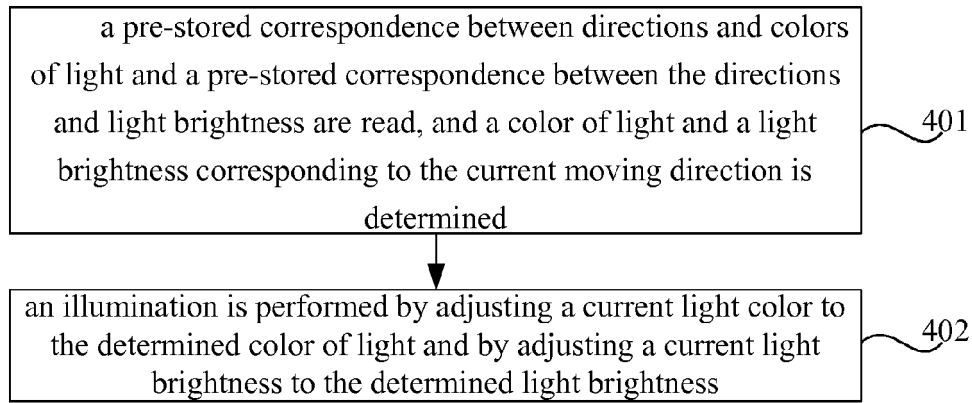 a pre-stored correspondence between directions and colors
of light and a pre-stored correspondence between the directions
and light brightness are read, and a color of light and a light
brightness corresponding to the current moving direction is
determined
401
an illumination is performed by adjusting a current light color to
the determined color of light and by adjusting a current light
brightness to the determined light brightness
402